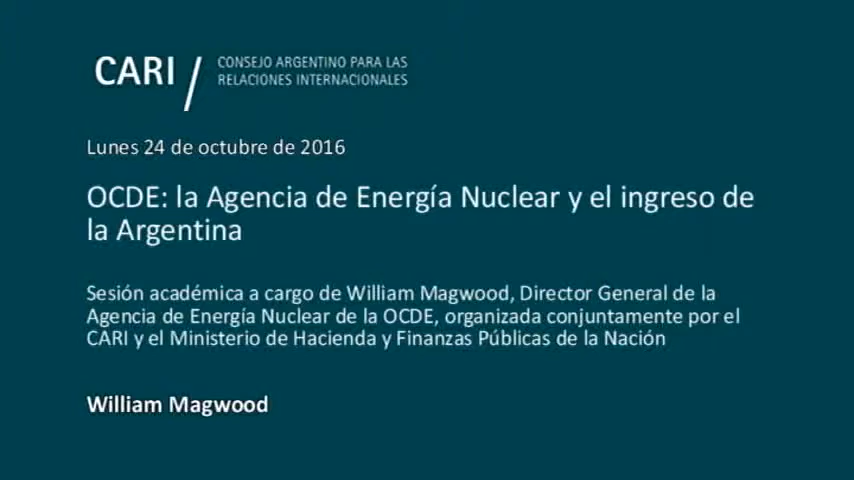 CARI / CONSEJO ARGENTINO PARA LAS
RELACIONES INTERNACIONALES
Lunes 24 de octubre de 2016
OCDE: la Agencia de Energía Nuclear y el ingreso de
la Argentina
Sesión académica a cargo de William Magwood, Director General de la
Agencia de Energía Nuclear de la OCDE, organizada conjuntamente por el
CARI y el Ministerio de Hacienda y Finanzas Públicas de la Nación
William Magwood